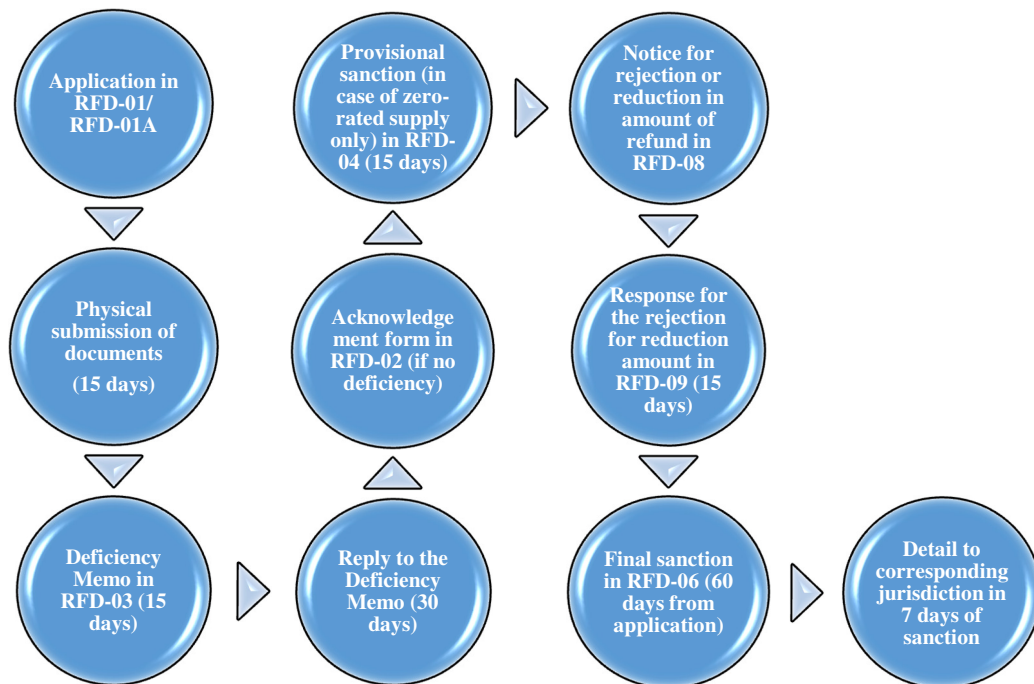 Application in
RFD-01/
RFD-01A
Physical
submission of
documents
(15 days)
Deficiency
Memo in
RFD-03 (15
days)
Reply to the
Deficiency
Memo (30
days)
Acknowledge
ment form in
RFD-02 (if no
deficiency)
Provisional
sanction (in
case of zero-
rated supply
only) in RFD-
04 (15 days)
Notice for
rejection or
reduction in
amount of
refund in
RFD-08
Response for
the rejection
for reduction
amount in
RFD-09 (15
days)
Final sanction
in RFD-06 (60
days from
application)
Detail to
corresponding
jurisdiction in
7 days of
sanction